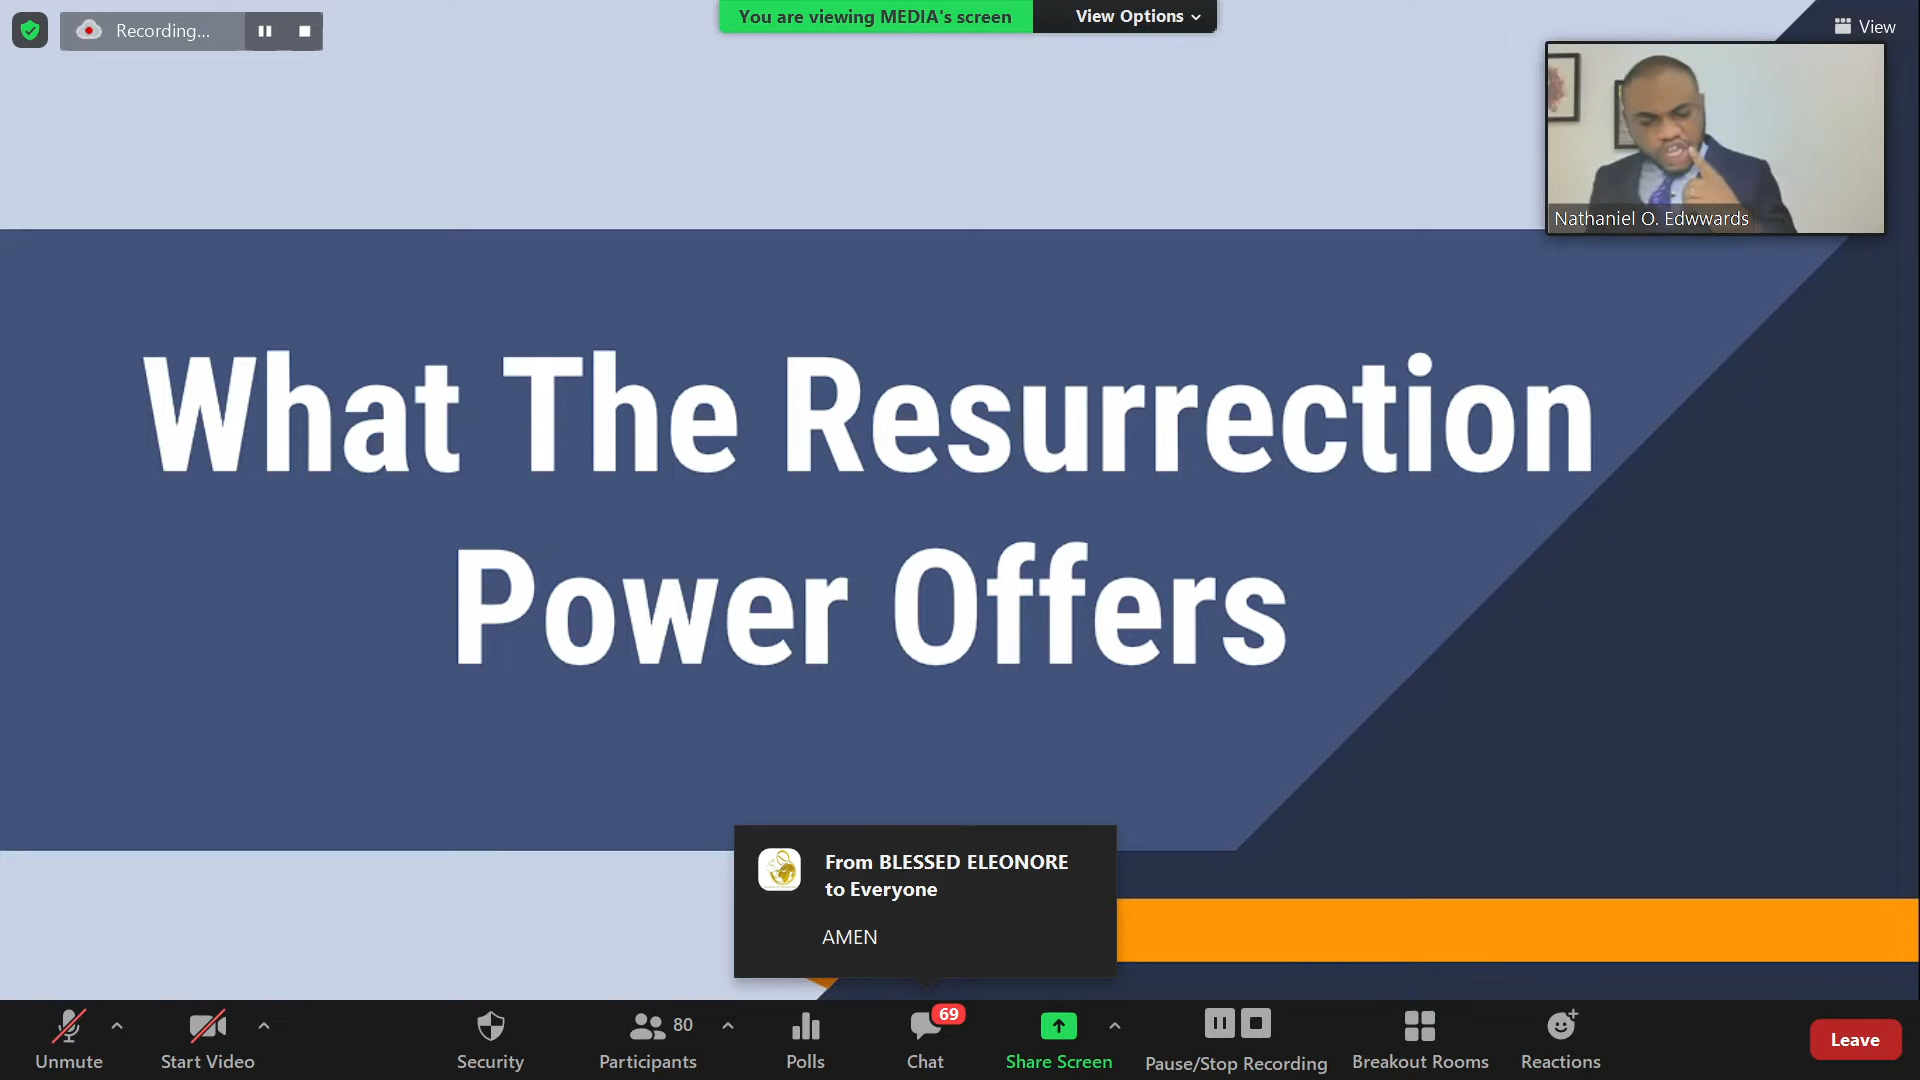 Recording...
You are viewing MEDIA's screen
View Options
View
Nathaniel O. Edwwards
What The Resurrection
Power Offers
From BLESSED ELEONORE
to Everyone
AMEN
Unmute
Start Video
Security
80
Participants
Polls
69
Chat
Share Screen
Pause/Stop Recording
Breakout Rooms
Reactions
Leave